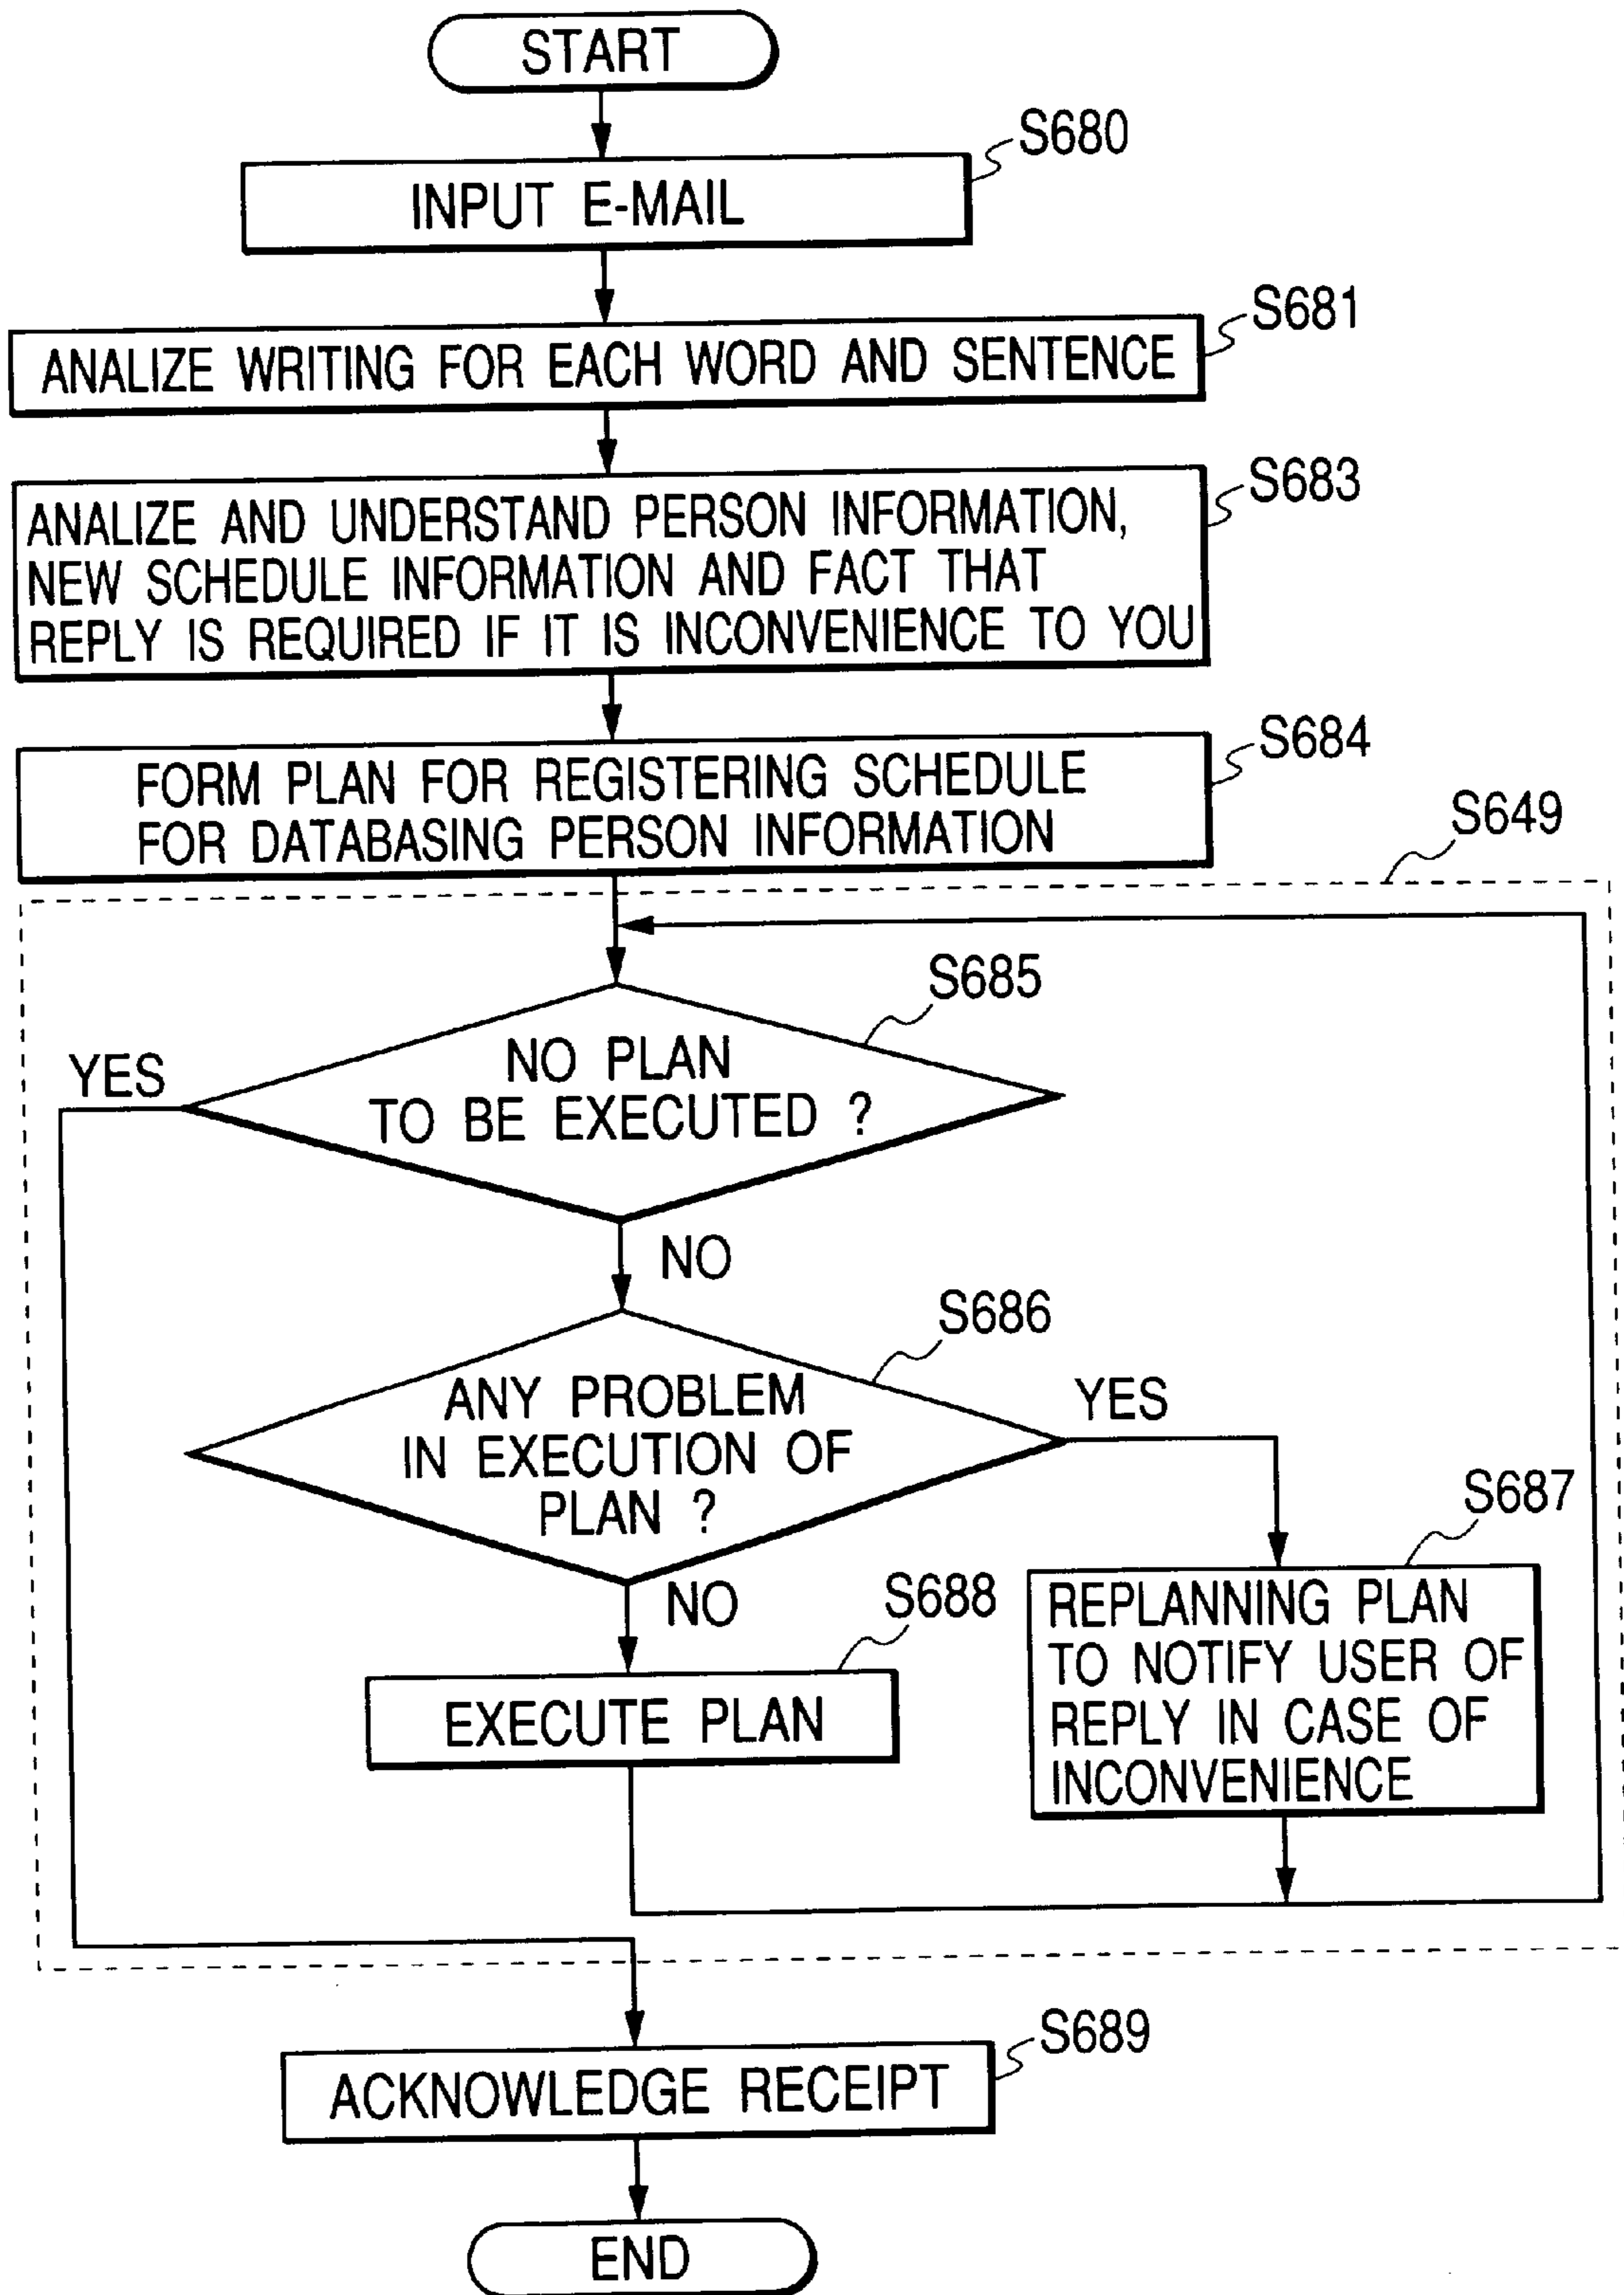 START
S680
INPUT E-MAIL
S681
ANALIZE WRITING FOR EACH WORD AND SENTENCE
S683
ANALIZE AND UNDERSTAND PERSON INFORMATION,
NEW SCHEDULE INFORMATION AND FACT THAT
REPLY IS REQUIRED IF IT IS INCONVENIENCE TO YOU
S684
FORM PLAN FOR REGISTERING SCHEDULE
FOR DATABASING PERSON INFORMATION
S649
S685
NO PLAN
TO BE EXECUTED ?
YES
NO
S686
ANY PROBLEM
IN EXECUTION OF
PLAN ?
YES
NO
S687
REPLANNING PLAN
TO NOTIFY USER OF
REPLY IN CASE OF
INCONVENIENCE
S688
EXECUTE PLAN
S689
ACKNOWLEDGE RECEIPT
END